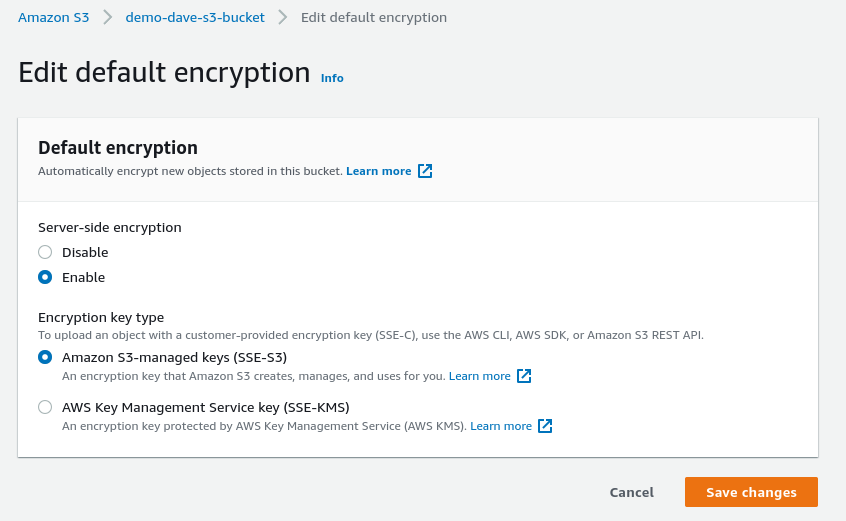 Amazon S3 > demo-dave-s3-bucket > Edit default encryption
Edit default encryption Info
Default encryption
Automatically encrypt new objects stored in this bucket. Learn more
Server-side encryption
Disable
Enable
Encryption key type
To upload an object with a customer-provided encryption key (SSE-C), use the AWS CLI, AWS SDK, or Amazon S3 REST API.
Amazon S3-managed keys (SSE-S3)
An encryption key that Amazon S3 creates, manages, and uses for you. Learn more
AWS Key Management Service key (SSE-KMS)
An encryption key protected by AWS Key Management Service (AWS KMS). Learn more
Cancel Save changes